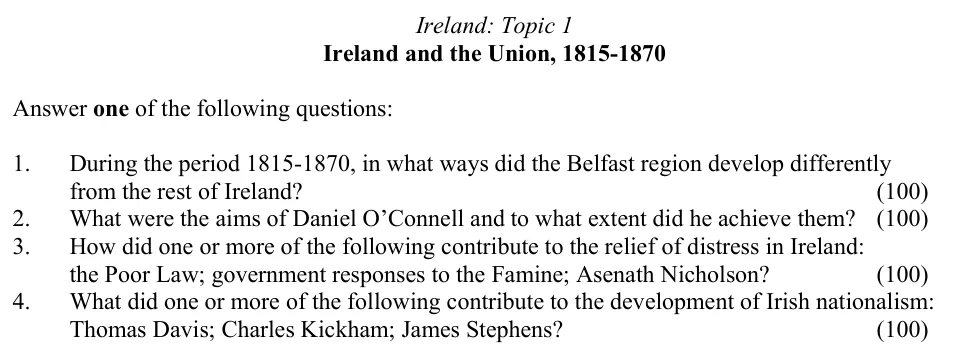 Ireland: Topic 1
Ireland and the Union, 1815-1870
Answer one of the following questions:
1. During the period 1815-1870, in what ways did the Belfast region develop differently
from the rest of Ireland? (100)
2. What were the aims of Daniel O’Connell and to what extent did he achieve them? (100)
3. How did one or more of the following contribute to the relief of distress in Ireland:
the Poor Law; government responses to the Famine; Asenath Nicholson? (100)
4. What did one or more of the following contribute to the development of Irish nationalism:
Thomas Davis; Charles Kickham; James Stephens? (100)